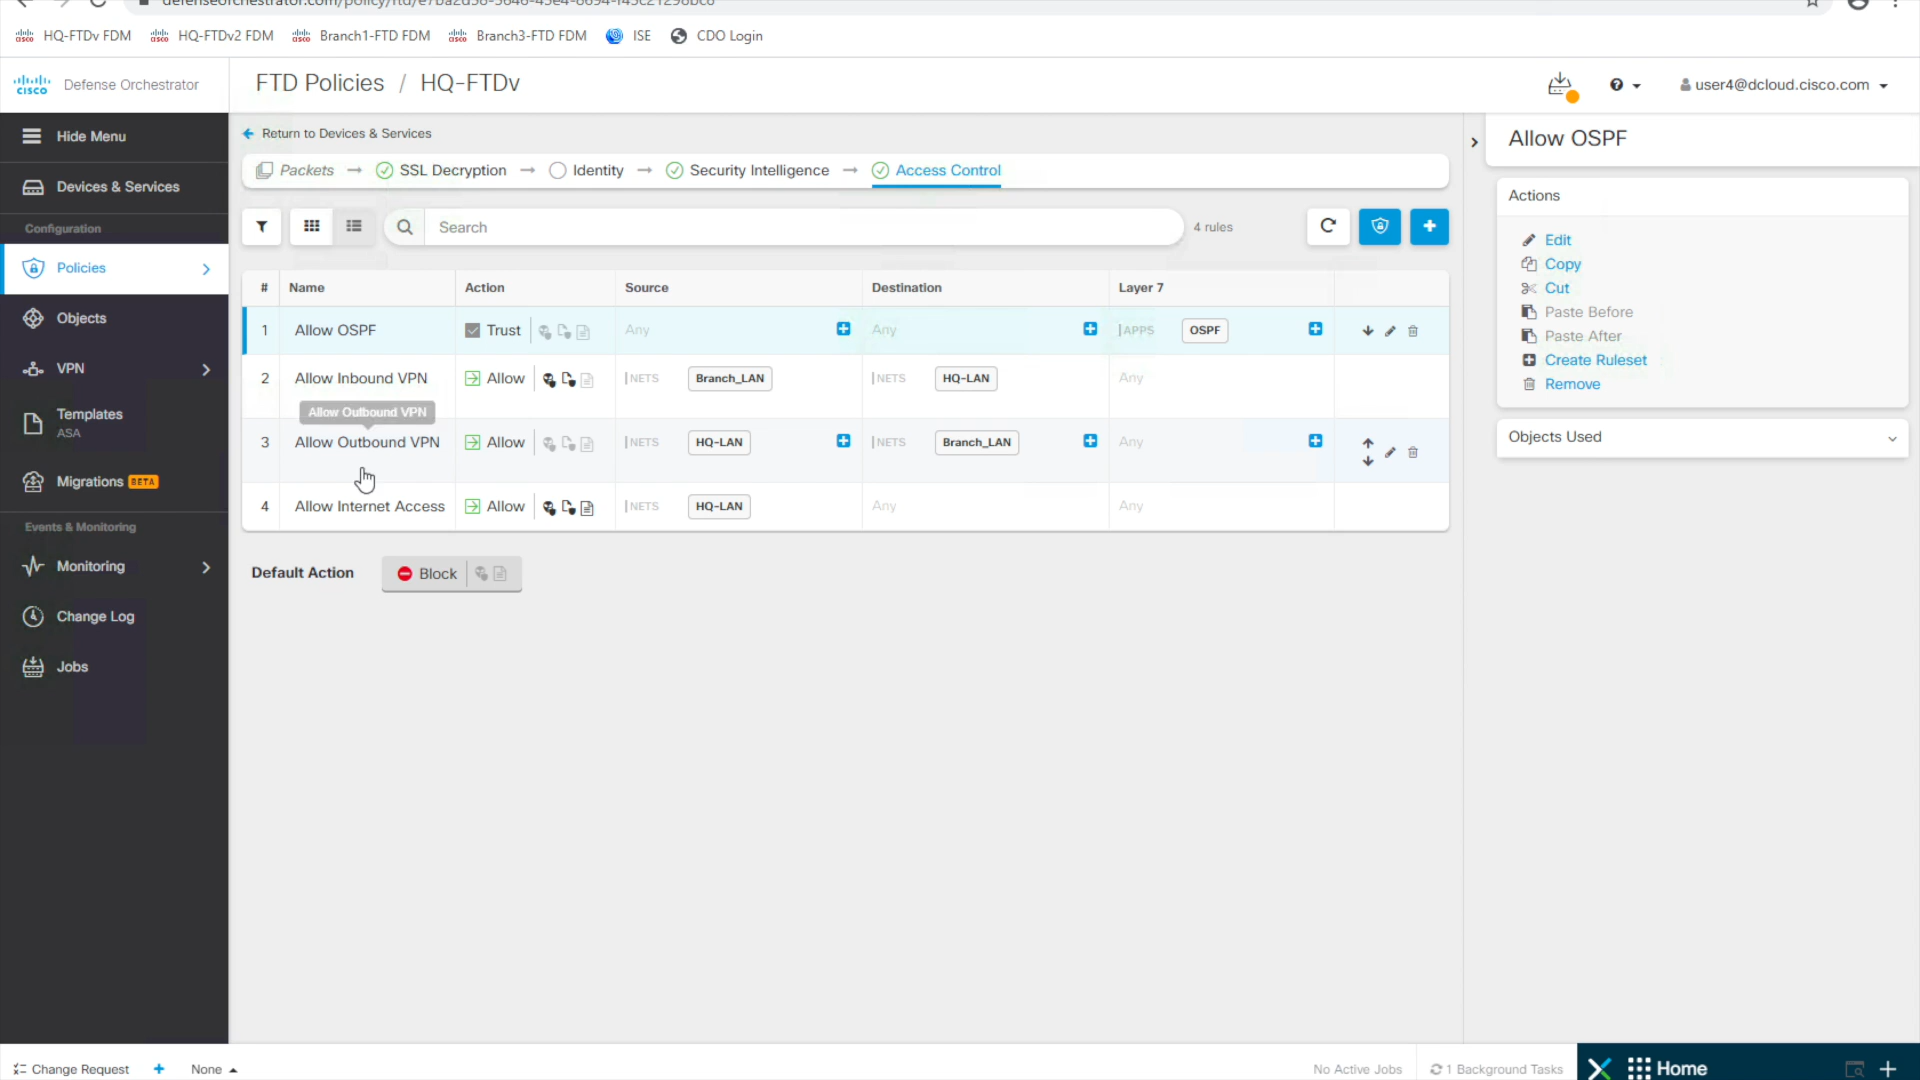 HQ-FTDv FDM HQ-FTDv2 FDM Branch1-FTD FDM Branch3-FTD FDM ISE CDO Login
cisco Defense Orchestrator
FTD Policies / HQ-FTDv
user4@dcloud.cisco.com
Hide Menu
Devices & Services
Configuration
Policies
Objects
VPN
Templates
ASA
Migrations BETA
Events & Monitoring
Monitoring
Change Log
Jobs
Return to Devices & Services
Packets → SSL Decryption → Identity → Security Intelligence → Access Control
Search 4 rules
# Name Action Source Destination Layer 7
1 Allow OSPF Trust Any Any APPS OSPF
2 Allow Inbound VPN Allow NETS Branch_LAN NETS HQ-LAN Any
Allow Outbound VPN
3 Allow Outbound VPN Allow NETS HQ-LAN NETS Branch_LAN Any
4 Allow Internet Access Allow NETS HQ-LAN Any Any
Default Action Block
Allow OSPF
Actions
Edit
Copy
Cut
Paste Before
Paste After
Create Ruleset
Remove
Objects Used
Change Request + None
No Active Jobs 1 Background Tasks Home